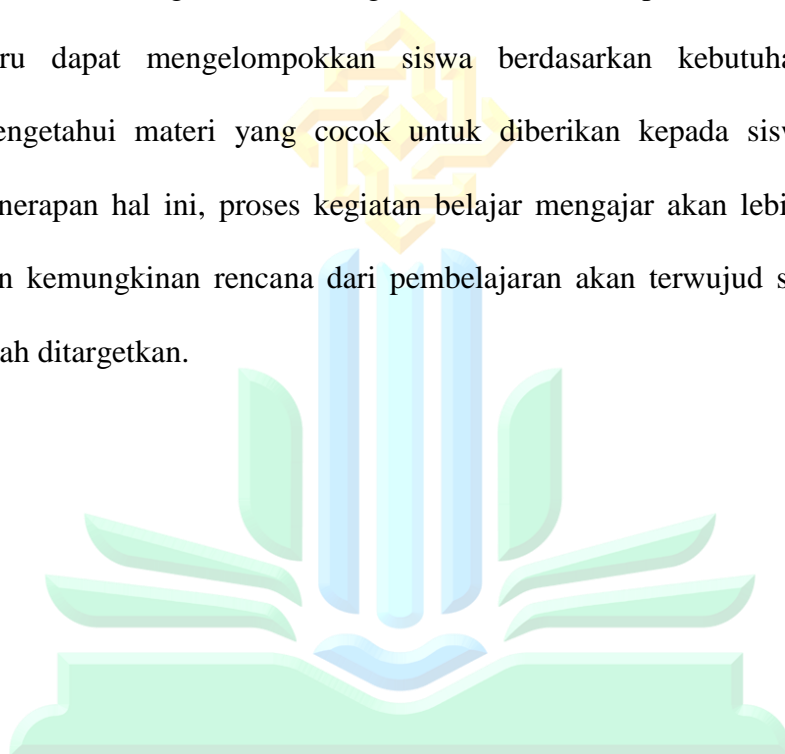 ru dapat mengelompokkan siswa berdasarkan kebutuha
engetahui materi yang cocok untuk diberikan kepada sisw
nerapan hal ini, proses kegiatan belajar mengajar akan lebi
n kemungkinan rencana dari pembelajaran akan terwujud s
ah ditargetkan.